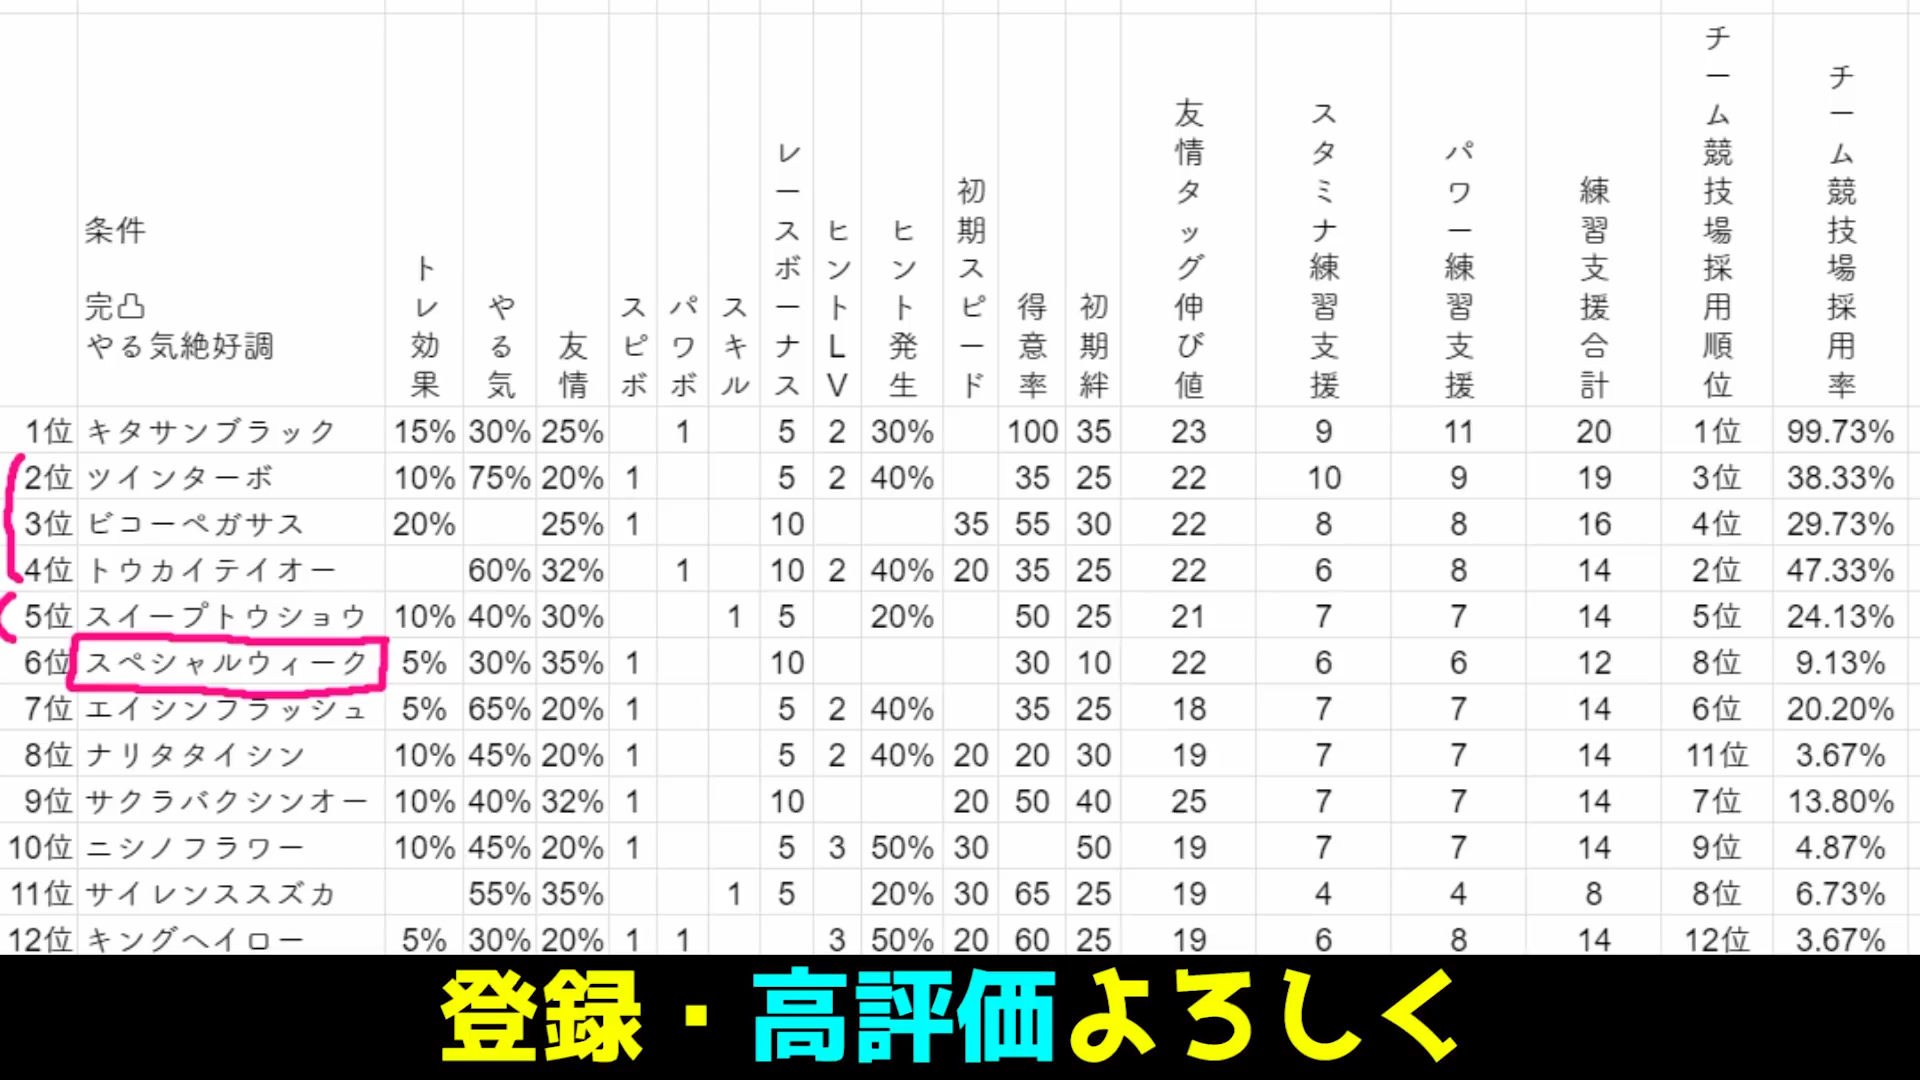 条件
完凸
やる気絶好調
トレ効果 やる気 友情 スピボ パワボ スキル レースボーナス ヒントLV ヒント発生 初期スピード 得意率 初期絆 友情タッグ伸び値 スタミナ練習支援 パワー練習支援 練習支援合計 チーム競技場採用順位 チーム競技場採用率
1位 キタサンブラック 15% 30% 25% 1 5 2 30% 100 35 23 9 11 20 1位 99.73%
2位 ツインターボ 10% 75% 20% 1 5 2 40% 35 25 22 10 9 19 3位 38.33%
3位 ビコーペガサス 20% 25% 1 10 35 55 30 22 8 8 16 4位 29.73%
4位 トウカイテイオー 60% 32% 1 10 2 40% 20 35 25 22 6 8 14 2位 47.33%
5位 スイープトウショウ 10% 40% 30% 1 5 20% 50 25 21 7 7 14 5位 24.13%
6位 スペシャルウィーク 5% 30% 35% 1 10 30 10 22 6 6 12 8位 9.13%
7位 エイシンフラッシュ 5% 65% 20% 1 5 2 40% 35 25 18 7 7 14 6位 20.20%
8位 ナリタタイシン 10% 45% 20% 1 5 2 40% 20 20 30 19 7 7 14 11位 3.67%
9位 サクラバクシンオー 10% 40% 32% 1 10 20 50 40 25 7 7 14 7位 13.80%
10位 ニシノフラワー 10% 45% 20% 1 5 3 50% 30 50 19 7 7 14 9位 4.87%
11位 サイレンススズカ 55% 35% 1 5 20% 30 65 25 19 4 4 8 8位 6.73%
12位 キングヘイロー 5% 30% 20% 1 1 3 50% 20 60 25 19 6 8 14 12位 3.67%
登録・高評価よろしく